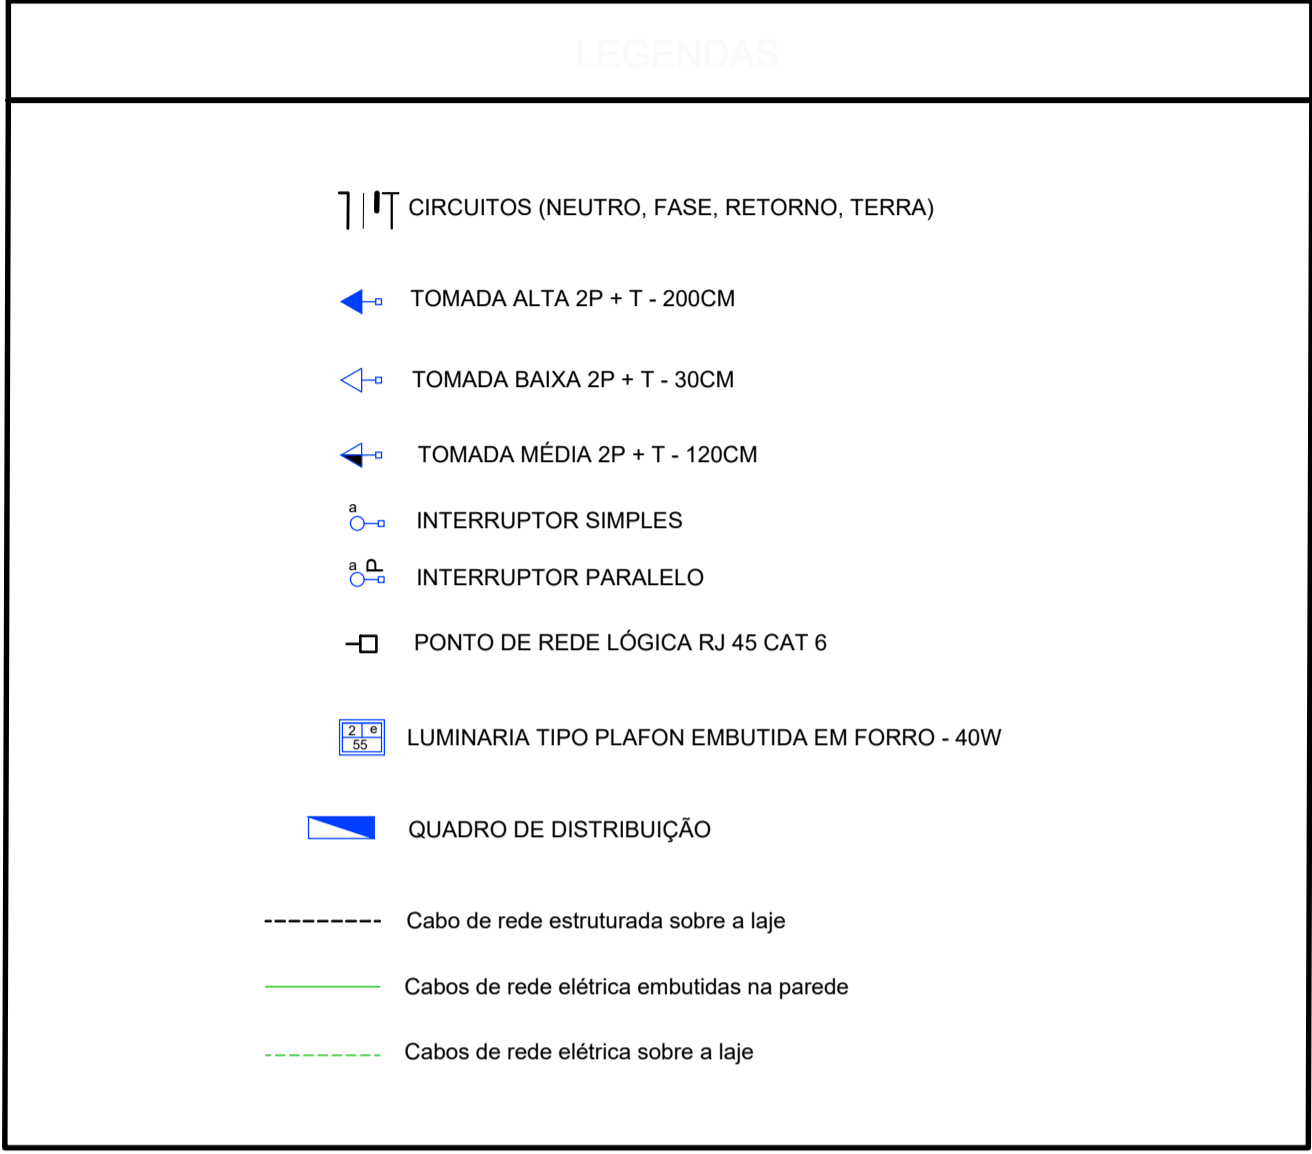 LEGENDAS
CIRCUITOS (NEUTRO, FASE, RETORNO, TERRA)
TOMADA ALTA 2P + T - 200CM
TOMADA BAIXA 2P + T - 30CM
TOMADA MÉDIA 2P + T - 120CM
a
INTERRUPTOR SIMPLES
a P
INTERRUPTOR PARALELO
PONTO DE REDE LÓGICA RJ 45 CAT 6
2 e
55
LUMINARIA TIPO PLAFON EMBUTIDA EM FORRO - 40W
QUADRO DE DISTRIBUIÇÃO
Cabo de rede estruturada sobre a laje
Cabos de rede elétrica embutidas na parede
Cabos de rede elétrica sobre a laje